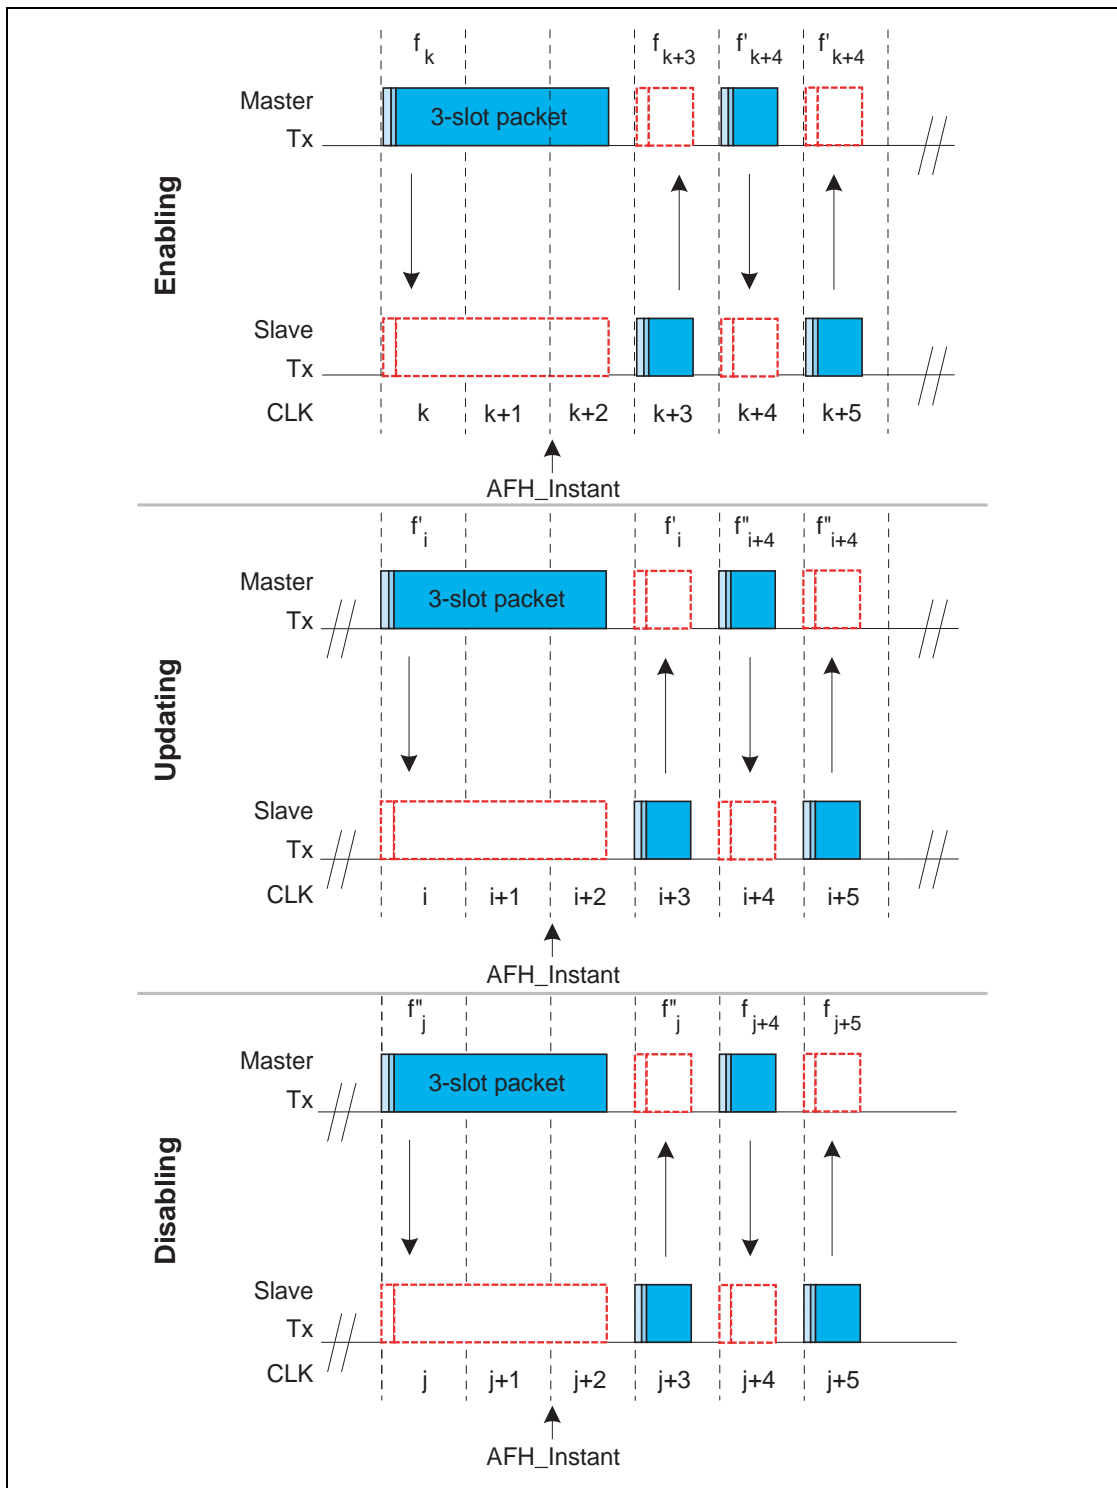 f k f k+3 f' k+4 f' k+4
Master Tx
3-slot packet
Enabling
Slave Tx
CLK k k+1 k+2 k+3 k+4 k+5
AFH_Instant
f' i f' i f'' i+4 f'' i+4
Master Tx
3-slot packet
Updating
Slave Tx
CLK i i+1 i+2 i+3 i+4 i+5
AFH_Instant
f'' j f'' j f j+4 f j+5
Master Tx
3-slot packet
Disabling
Slave Tx
CLK j j+1 j+2 j+3 j+4 j+5
AFH_Instant